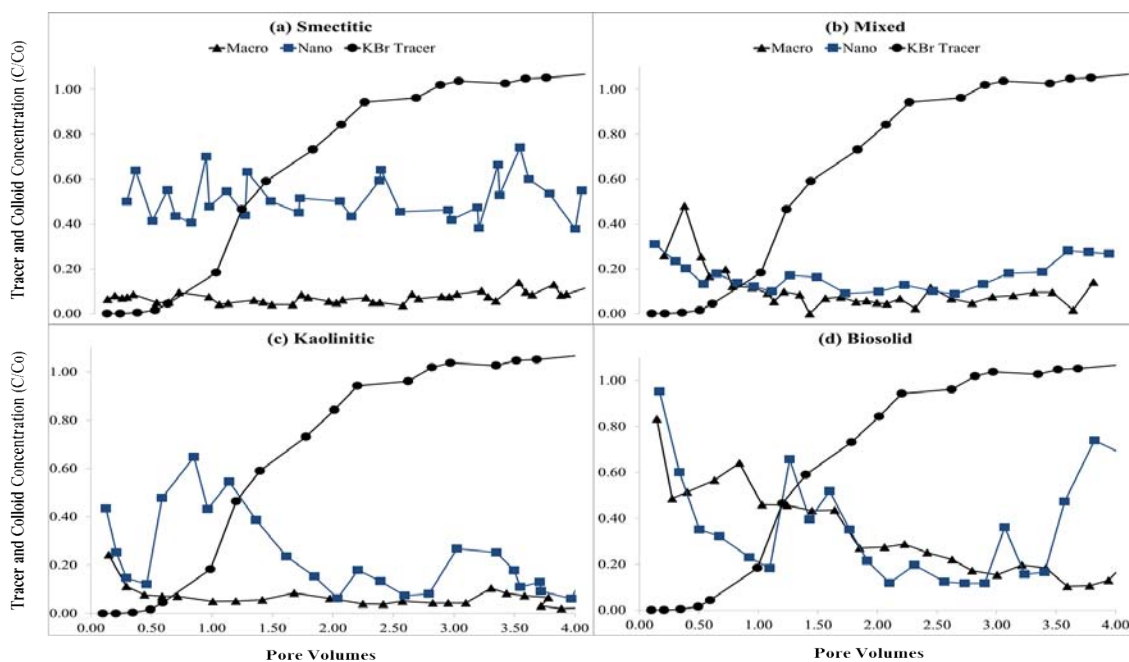 (a) Smectitic
Macro Nano KBr Tracer
(b) Mixed
Macro Nano KBr Tracer
Tracer and Colloid Concentration (C/Co)
1.00
0.80
0.60
0.40
0.20
0.00
1.00
0.80
0.60
0.40
0.20
0.00
(c) Kaolinitic
(d) Biosolid
Tracer and Colloid Concentration (C/Co)
1.00
0.80
0.60
0.40
0.20
0.00
1.00
0.80
0.60
0.40
0.20
0.00
0.00 0.50 1.00 1.50 2.00 2.50 3.00 3.50 4.00
0.00 0.50 1.00 1.50 2.00 2.50 3.00 3.50 4.00
Pore Volumes
Pore Volumes